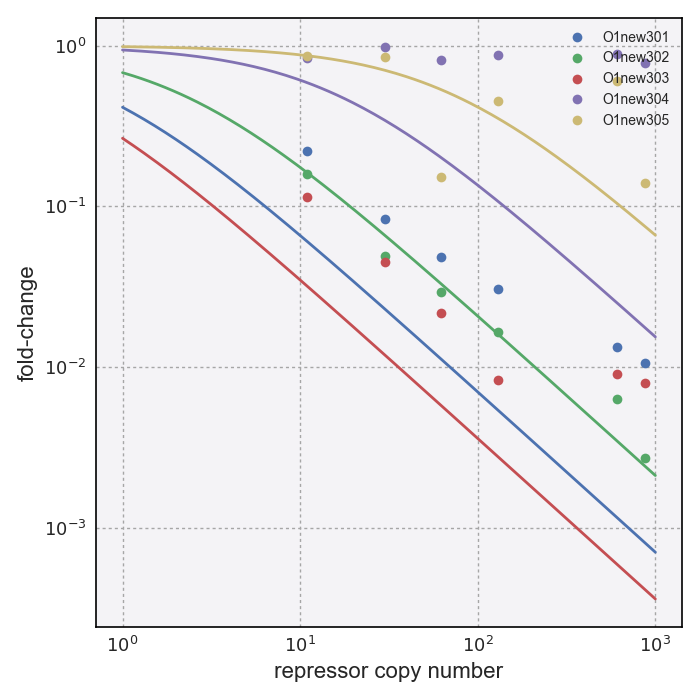 10⁰
10⁻¹
10⁻²
10⁻³
fold-change
O1new301
O1new302
O1new303
O1new304
O1new305
10⁰ 10¹ 10² 10³
repressor copy number